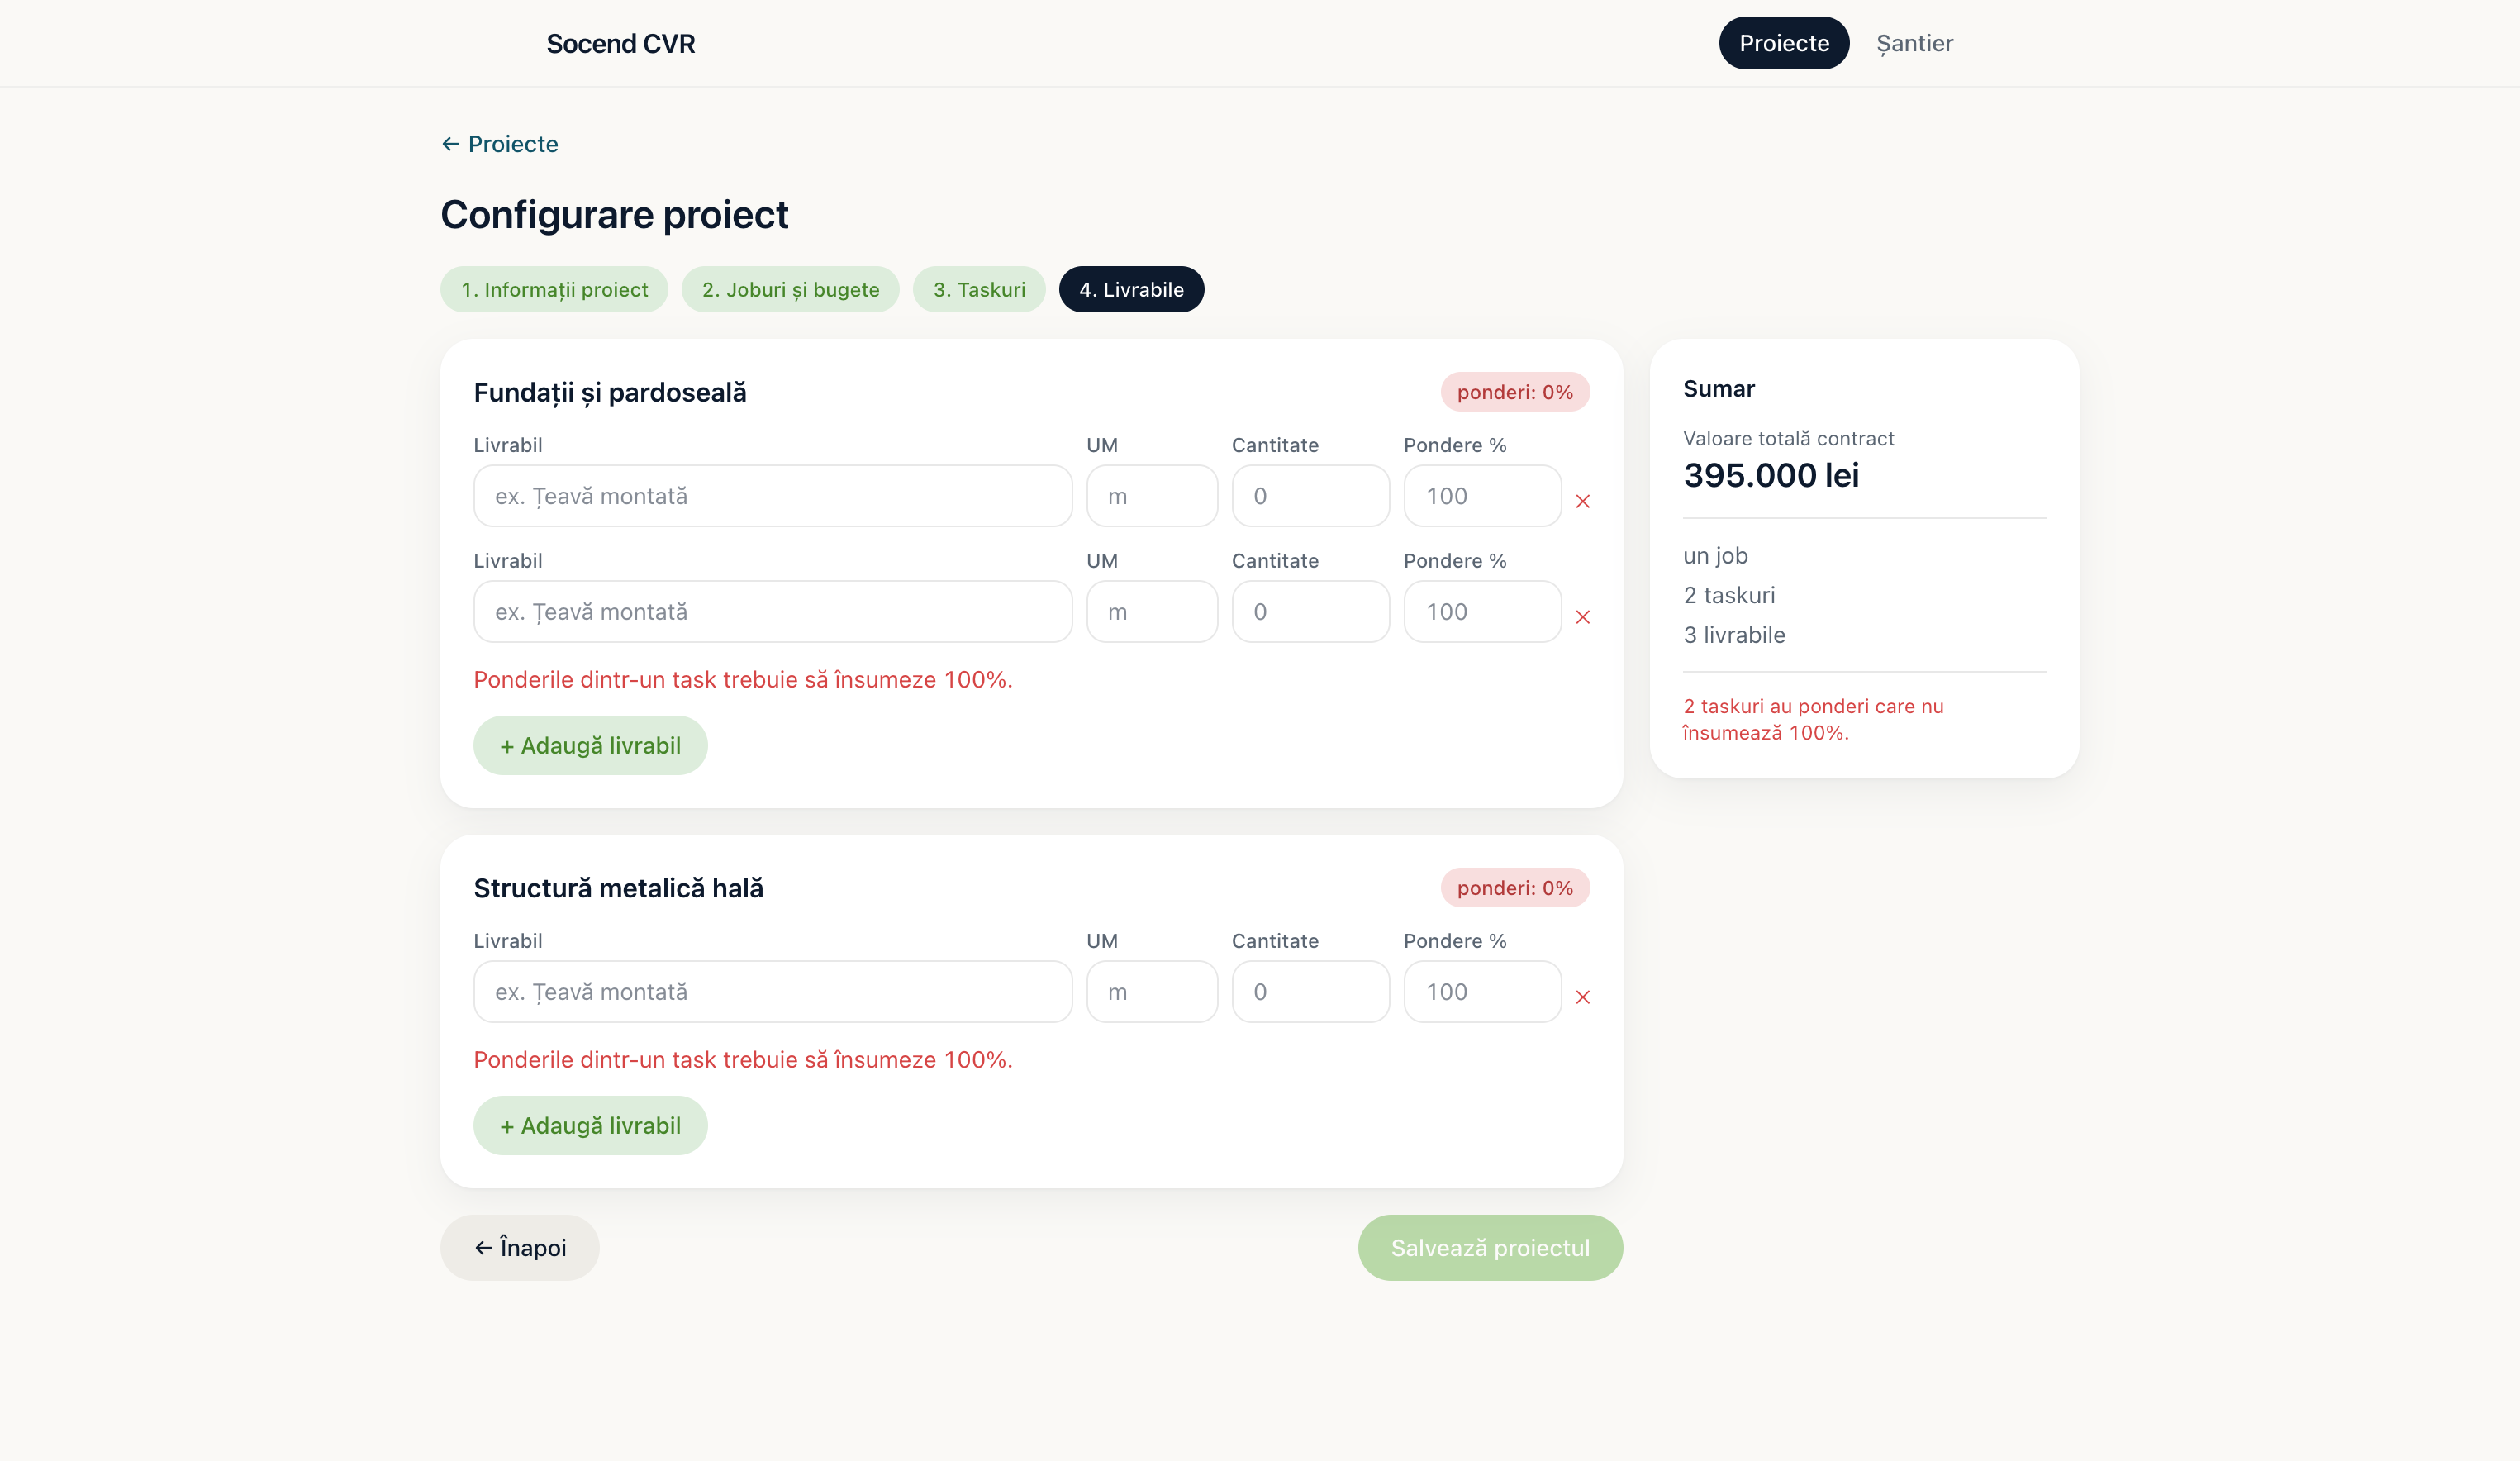 Socend CVR
Proiecte
Șantier
← Proiecte
Configurare proiect
1. Informații proiect
2. Joburi și bugete
3. Taskuri
4. Livrabile
Fundații și pardoseală
ponderi: 0%
Livrabil UM Cantitate Pondere %
ex. Țeavă montată m 0 100 ×
Livrabil UM Cantitate Pondere %
ex. Țeavă montată m 0 100 ×
Ponderile dintr-un task trebuie să însumeze 100%.
+ Adaugă livrabil
Structură metalică hală
ponderi: 0%
Livrabil UM Cantitate Pondere %
ex. Țeavă montată m 0 100 ×
Ponderile dintr-un task trebuie să însumeze 100%.
+ Adaugă livrabil
← Înapoi
Salvează proiectul
Sumar
Valoare totală contract
395.000 lei
un job
2 taskuri
3 livrabile
2 taskuri au ponderi care nu
însumează 100%.